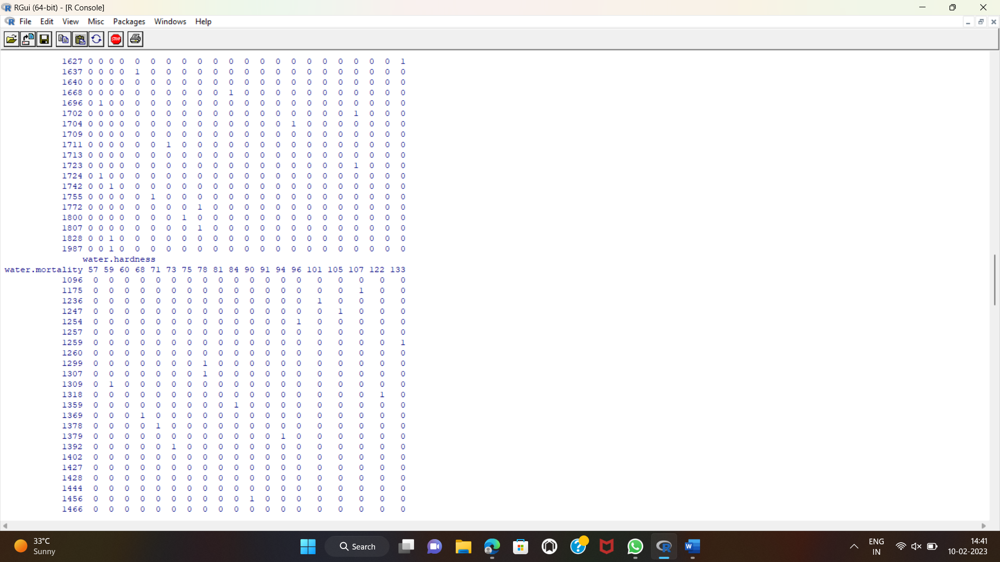 RGui (64-bit) - [R Console]
File Edit View Misc Packages Windows Help
STOP
1627 0 0 0 0 0 0 0 0 0 0 0 0 0 0 0 0 0 0 0 0 0 1
1637 0 0 0 0 1 0 0 0 0 0 0 0 0 0 0 0 0 0 0 0 0 0
1640 0 0 0 0 0 0 0 0 0 0 0 0 0 0 0 0 0 0 0 0 0 0
1668 0 0 0 0 0 0 0 0 0 0 1 0 0 0 0 0 0 0 0 0 0 0
1696 0 1 0 0 0 0 0 0 0 0 0 0 0 0 0 0 0 0 0 0 0 0
1702 0 0 0 0 0 0 0 0 0 0 0 0 0 0 0 0 0 0 1 0 0 0
1704 0 0 0 0 0 0 0 0 0 0 0 0 0 0 1 0 0 0 0 0 0 0
1709 0 0 0 0 0 0 0 0 0 0 0 0 0 0 0 0 0 0 0 0 0 0
1711 0 0 0 0 0 0 1 0 0 0 0 0 0 0 0 0 0 0 0 0 0 0
1713 0 0 0 0 0 0 0 0 0 0 0 0 0 0 0 0 0 0 0 0 0 0
1723 0 0 0 0 0 0 0 0 0 0 0 0 0 0 0 0 0 0 1 0 0 0
1724 0 1 0 0 0 0 0 0 0 0 0 0 0 0 0 0 0 0 0 0 0 0
1742 0 0 1 0 0 0 0 0 0 0 0 0 0 0 0 0 0 0 0 0 0 0
1755 0 0 0 0 0 1 0 0 0 0 0 0 0 0 0 0 0 0 0 0 0 0
1772 0 0 0 0 0 0 0 0 1 0 0 0 0 0 0 0 0 0 0 0 0 0
1800 0 0 0 0 0 0 0 1 0 0 0 0 0 0 0 0 0 0 0 0 0 0
1807 0 0 0 0 0 0 0 0 1 0 0 0 0 0 0 0 0 0 0 0 0 0
1828 0 0 1 0 0 0 0 0 0 0 0 0 0 0 0 0 0 0 0 0 0 0
1987 0 0 1 0 0 0 0 0 0 0 0 0 0 0 0 0 0 0 0 0 0 0
water.hardness
water.mortality 57 59 60 68 71 73 75 78 81 84 90 91 94 96 101 105 107 122 133
1096 0 0 0 0 0 0 0 0 0 0 0 0 0 0 0 0 0 0 0
1175 0 0 0 0 0 0 0 0 0 0 0 0 0 0 0 0 1 0 0
1236 0 0 0 0 0 0 0 0 0 0 0 0 0 0 1 0 0 0 0
1247 0 0 0 0 0 0 0 0 0 0 0 0 0 0 0 1 0 0 0
1254 0 0 0 0 0 0 0 0 0 0 0 0 0 1 0 0 0 0 0
1257 0 0 0 0 0 0 0 0 0 0 0 0 0 0 0 0 0 0 0
1259 0 0 0 0 0 0 0 0 0 0 0 0 0 0 0 0 0 0 1
1260 0 0 0 0 0 0 0 0 0 0 0 0 0 0 0 0 0 0 0
1299 0 0 0 0 0 0 0 1 0 0 0 0 0 0 0 0 0 0 0
1307 0 0 0 0 0 0 0 1 0 0 0 0 0 0 0 0 0 0 0
1309 0 1 0 0 0 0 0 0 0 0 0 0 0 0 0 0 0 0 0
1318 0 0 0 0 0 0 0 0 0 0 0 0 0 0 0 0 0 1 0
1359 0 0 0 0 0 0 0 0 0 1 0 0 0 0 0 0 0 0 0
1369 0 0 0 1 0 0 0 0 0 0 0 0 0 0 0 0 0 0 0
1378 0 0 0 0 1 0 0 0 0 0 0 0 0 0 0 0 0 0 0
1379 0 0 0 0 0 0 0 0 0 0 0 0 1 0 0 0 0 0 0
1392 0 0 0 0 0 1 0 0 0 0 0 0 0 0 0 0 0 0 0
1402 0 0 0 0 0 0 0 0 0 0 0 0 0 0 0 0 0 0 0
1427 0 0 0 0 0 0 0 0 0 0 0 0 0 0 0 0 0 0 0
1428 0 0 0 0 0 0 0 0 0 0 0 0 0 0 0 0 0 0 0
1444 0 0 0 0 0 0 0 0 0 0 0 0 0 0 0 0 0 0 0
1456 0 0 0 0 0 0 0 0 0 0 1 0 0 0 0 0 0 0 0
1466 0 0 0 0 0 0 0 0 0 0 0 0 0 0 0 0 0 0 0
33°C
Sunny
Search
ENG
IN
14:41
10-02-2023